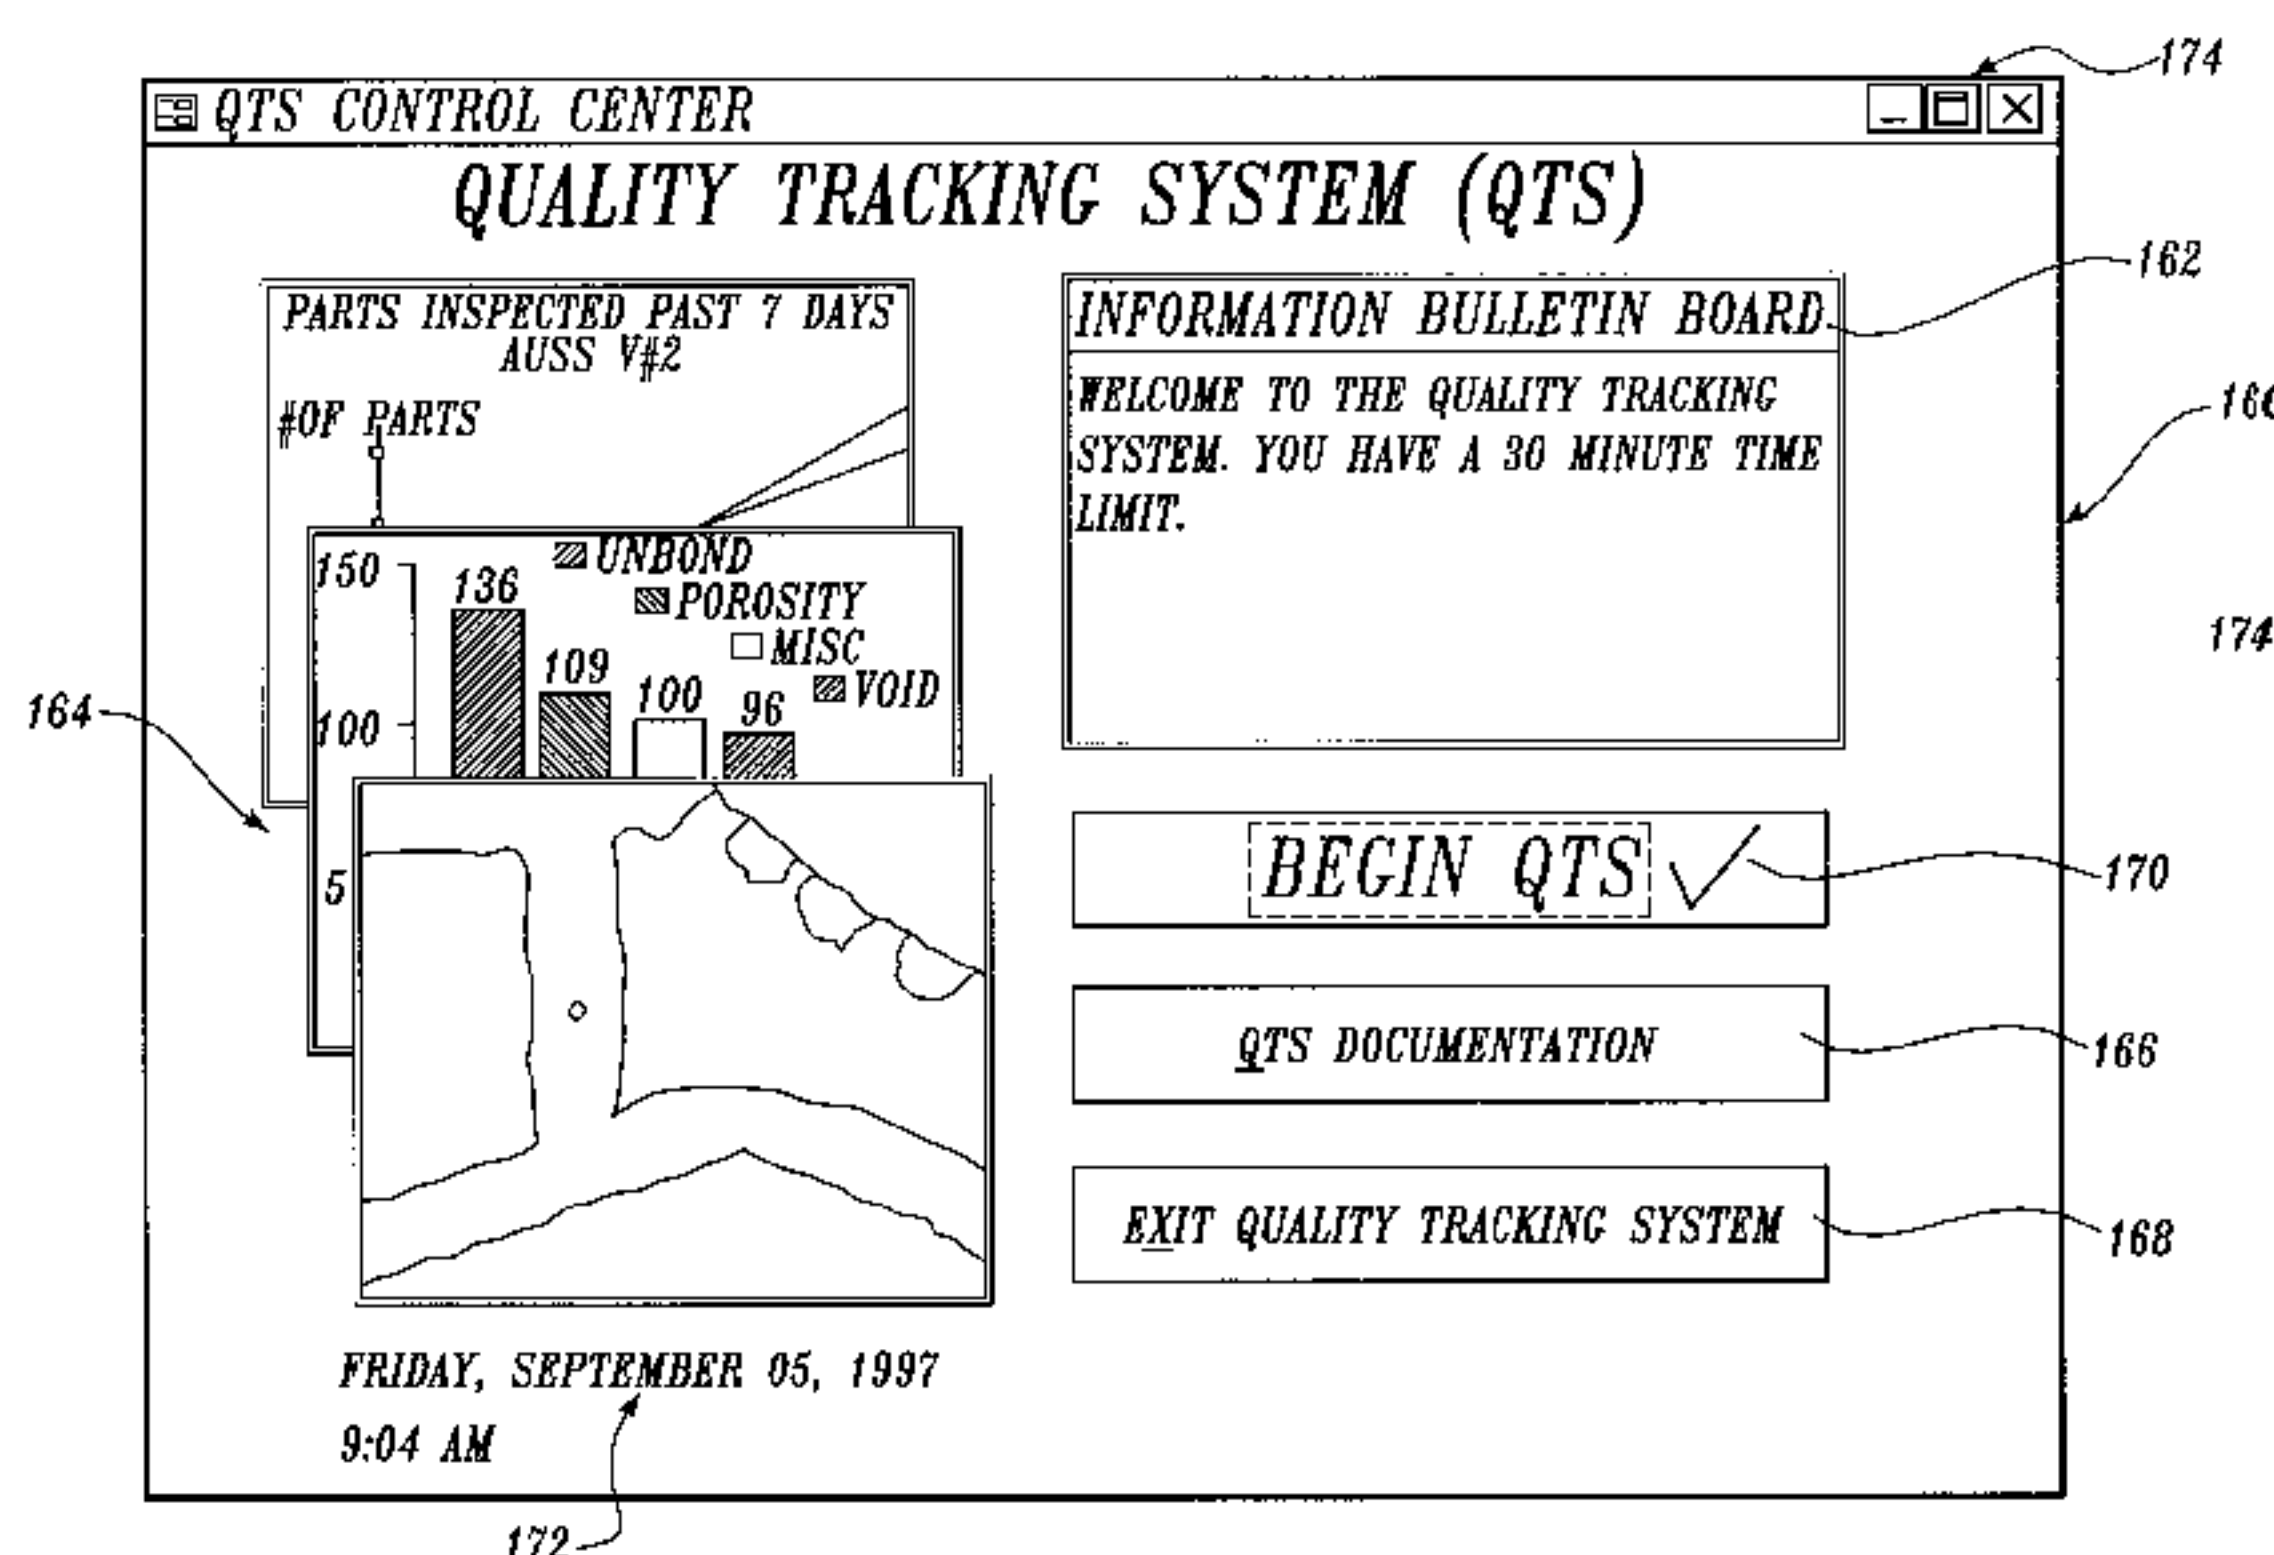 174
QTS CONTROL CENTER
QUALITY TRACKING SYSTEM (QTS)
PARTS INSPECTED PAST 7 DAYS
AUSS V#2
#OF PARTS
INFORMATION BULLETIN BOARD
162
WELCOME TO THE QUALITY TRACKING
SYSTEM. YOU HAVE A 30 MINUTE TIME
LIMIT.
174
UNBOND
POROSITY
MISC
VOID
150
100
5
136
109
100
96
164
BEGIN QTS
170
QTS DOCUMENTATION
166
EXIT QUALITY TRACKING SYSTEM
168
FRIDAY, SEPTEMBER 05, 1997
9:04 AM
172